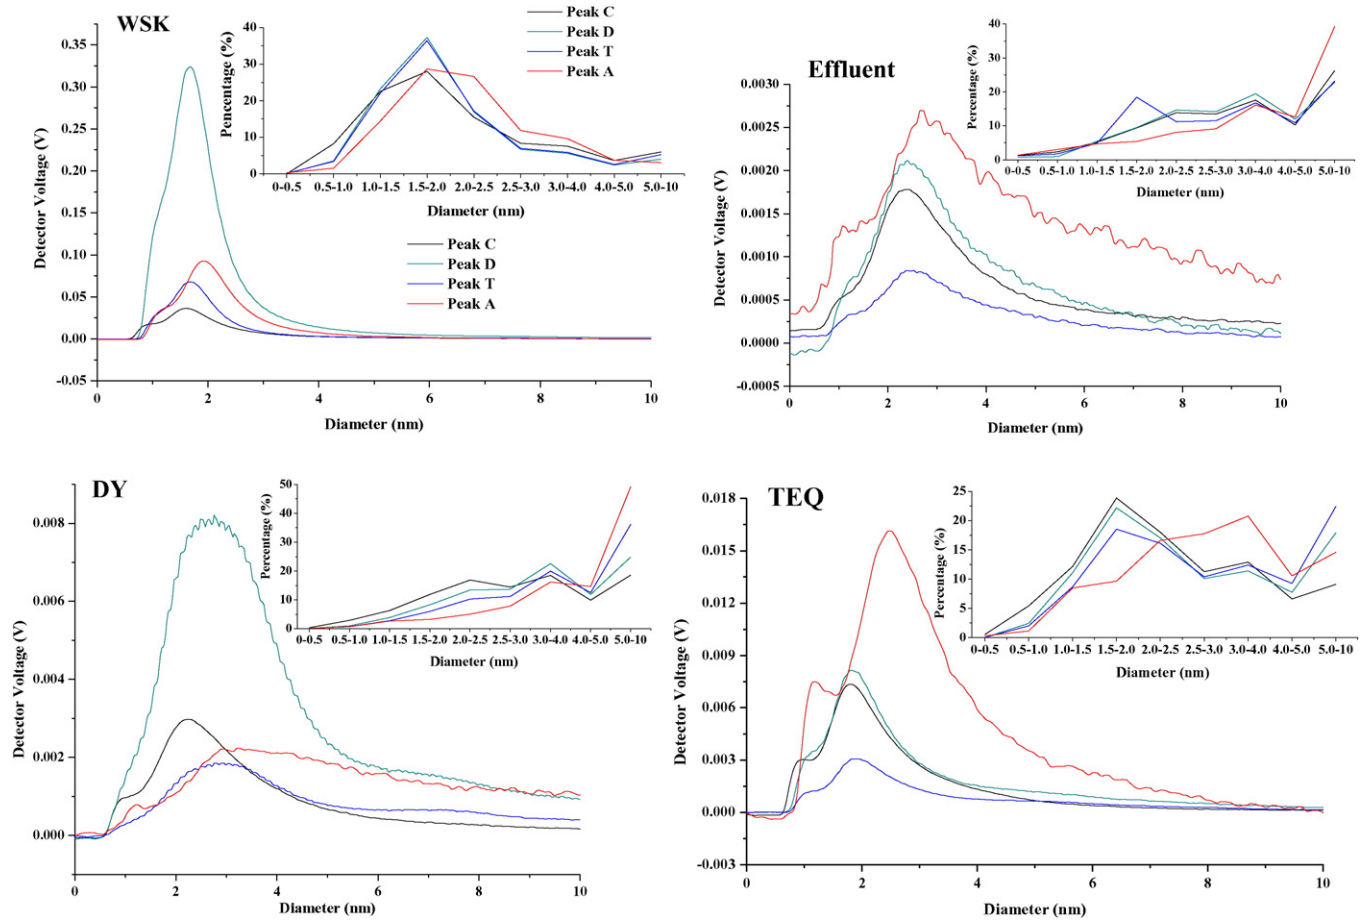 WSK
Detector Voltage (V)
0.35
0.30
0.25
0.20
0.15
0.10
0.05
0.00
-0.05
0 2 4 6 8 10
Diameter (nm)
Pencentage (%)
40
30
20
10
0
0-0.5 0.5-1.0 1.0-1.5 1.5-2.0 2.0-2.5 2.5-3.0 3.0-4.0 4.0-5.0 5.0-10
Diameter (nm)
Peak C
Peak D
Peak T
Peak A
Peak C
Peak D
Peak T
Peak A
Effluent
Detector Voltage (V)
0.0030
0.0025
0.0020
0.0015
0.0010
0.0005
0.0000
-0.0005
0 2 4 6 8 10
Diameter (nm)
Percentage (%)
40
30
20
10
0
0-0.5 0.5-1.0 1.0-1.5 1.5-2.0 2.0-2.5 2.5-3.0 3.0-4.0 4.0-5.0 5.0-10
Diameter (nm)
DY
Detector Voltage (V)
0.008
0.006
0.004
0.002
0.000
0 2 4 6 8 10
Diameter (nm)
Percentage (%)
50
40
30
20
10
0
0-0.5 0.5-1.0 1.0-1.5 1.5-2.0 2.0-2.5 2.5-3.0 3.0-4.0 4.0-5.0 5.0-10
Diameter (nm)
TEQ
Detector Voltage (V)
0.018
0.015
0.012
0.009
0.006
0.003
0.000
-0.003
0 2 4 6 8 10
Diameter (nm)
Percentage (%)
25
20
15
10
5
0
0-0.5 0.5-1.0 1.0-1.5 1.5-2.0 2.0-2.5 2.5-3.0 3.0-4.0 4.0-5.0 5.0-10
Diameter (nm)